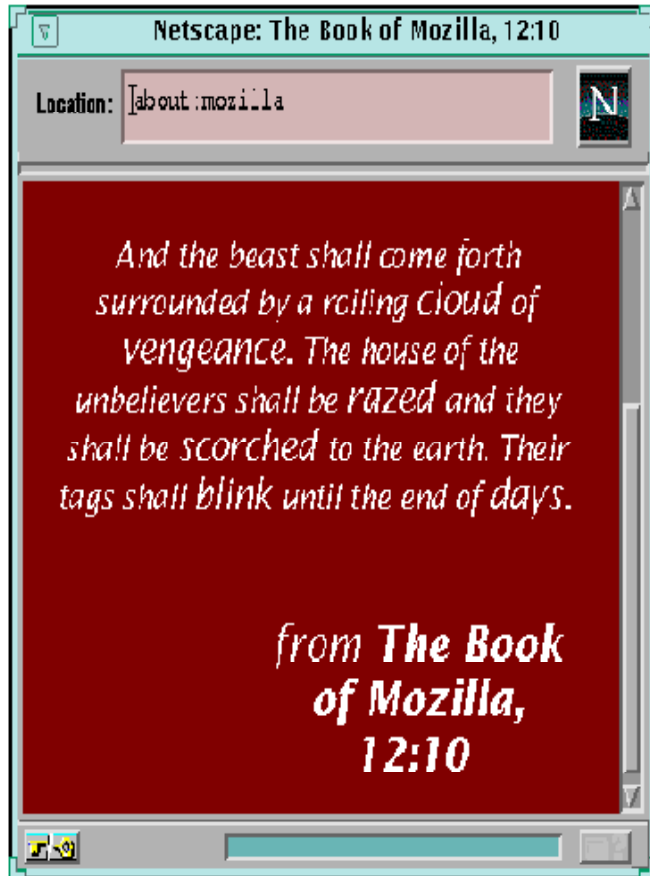 Netscape: The Book of Mozilla, 12:10
Location: about:mozilla
N
And the beast shall come forth
surrounded by a roiling cloud of
vengeance. The house of the
unbelievers shall be razed and they
shall be scorched to the earth. Their
tags shall blink until the end of days.
from The Book
of Mozilla,
12:10